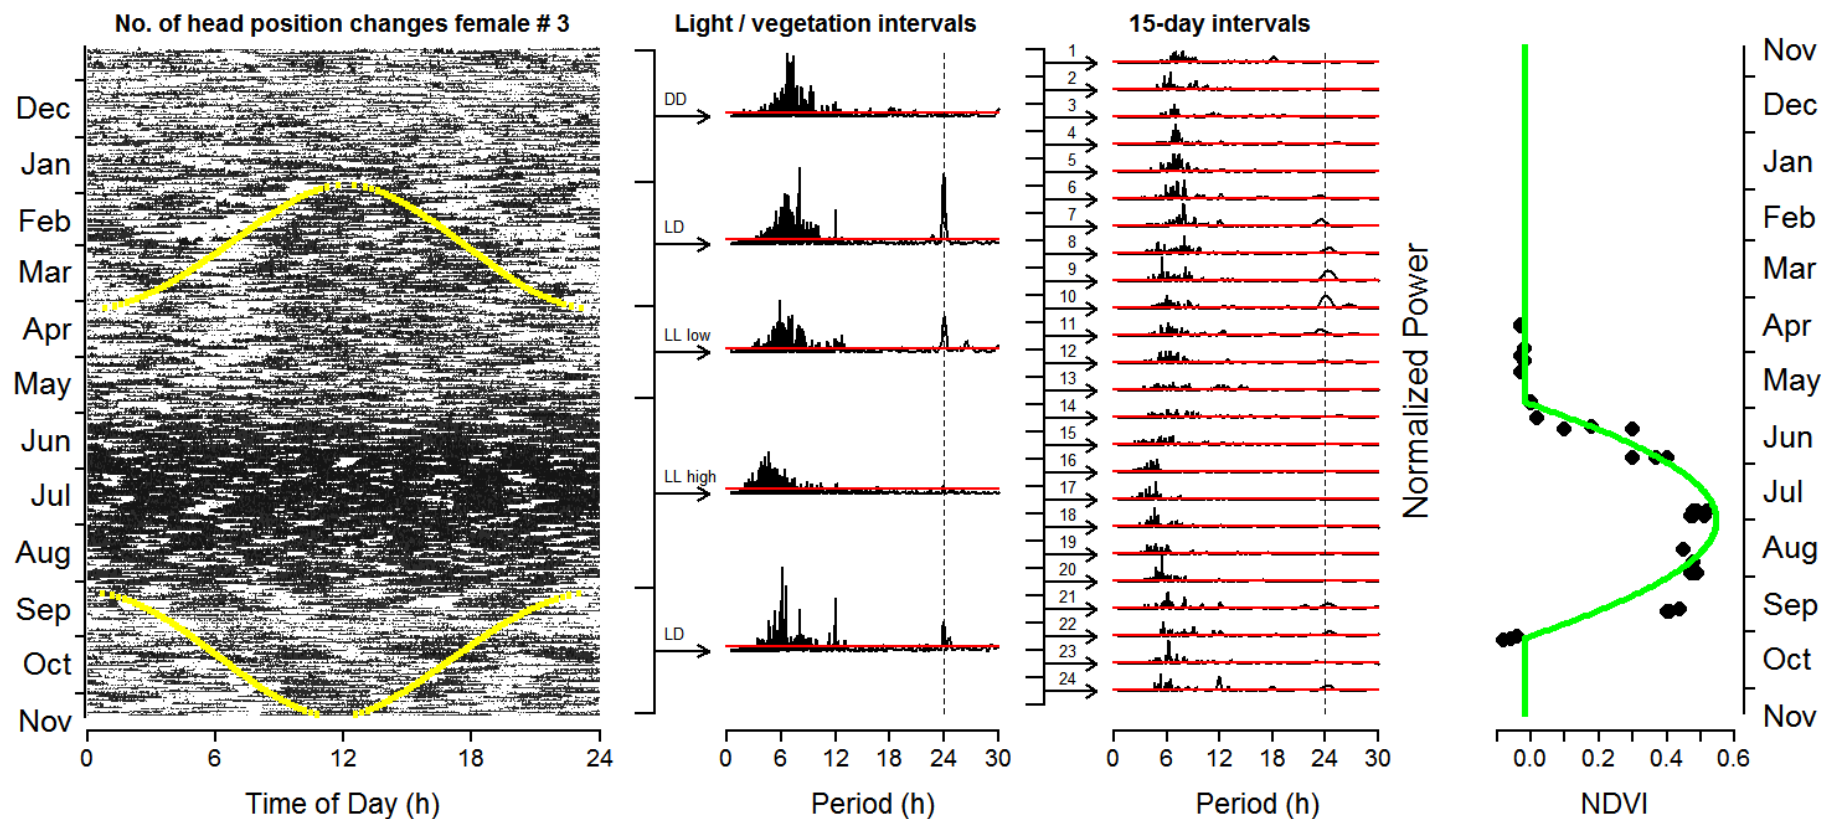 No. of head position changes female # 3
Light / vegetation intervals
15-day intervals
Dec
Jan
Feb
Mar
Apr
May
Jun
Jul
Aug
Sep
Oct
Nov
0 6 12 18 24
Time of Day (h)
DD
LD
LL low
LL high
LD
0 6 12 18 24 30
Period (h)
1
2
3
4
5
6
7
8
9
10
11
12
13
14
15
16
17
18
19
20
21
22
23
24
0 6 12 18 24 30
Period (h)
Normalized Power
Nov
Dec
Jan
Feb
Mar
Apr
May
Jun
Jul
Aug
Sep
Oct
Nov
0.0 0.2 0.4 0.6
NDVI